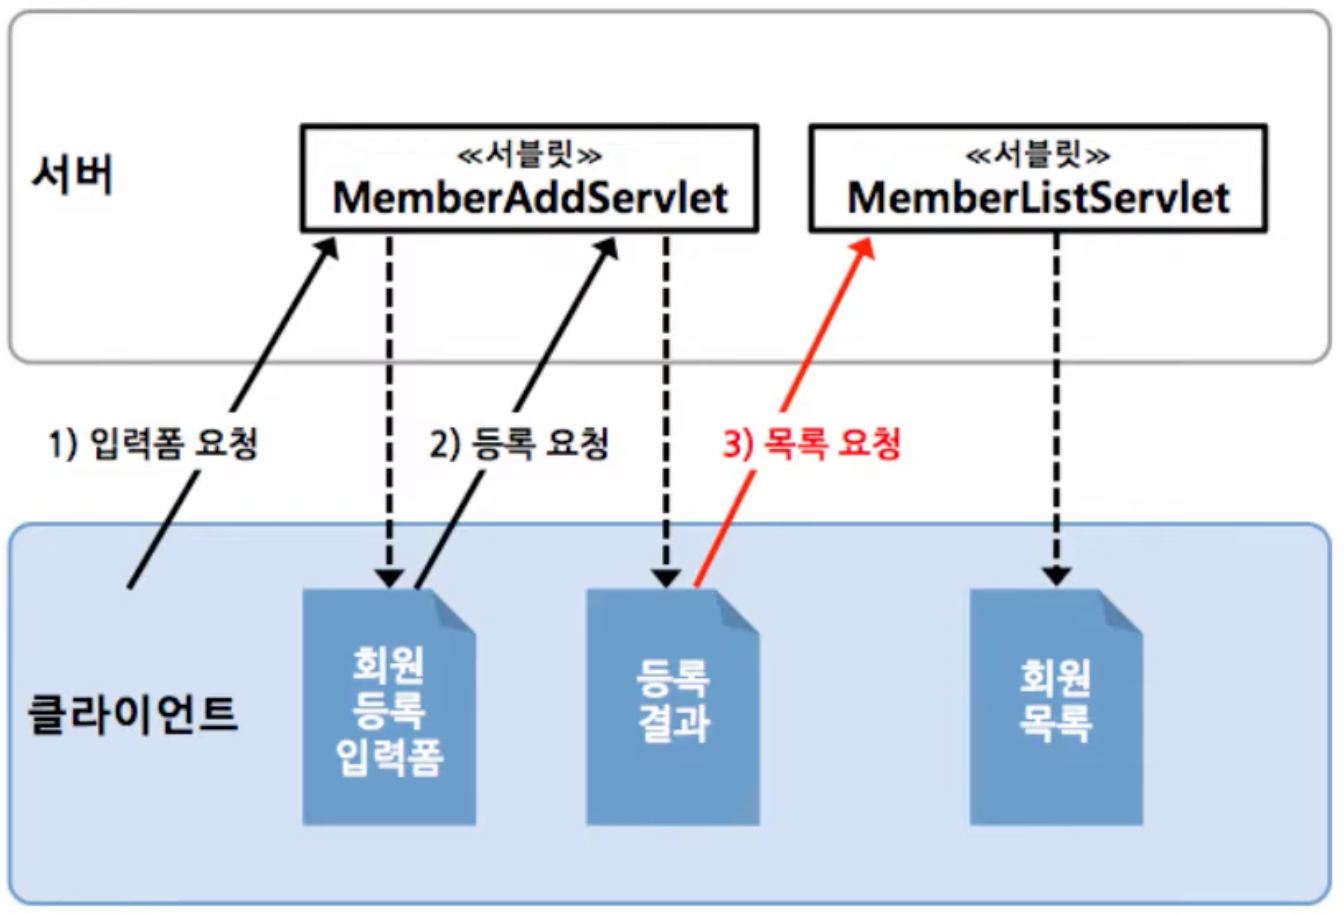 서버
≪서블릿≫
MemberAddServlet
≪서블릿≫
MemberListServlet
1) 입력폼 요청
2) 등록 요청
3) 목록 요청
클라이언트
회원
등록
입력폼
등록
결과
회원
목록